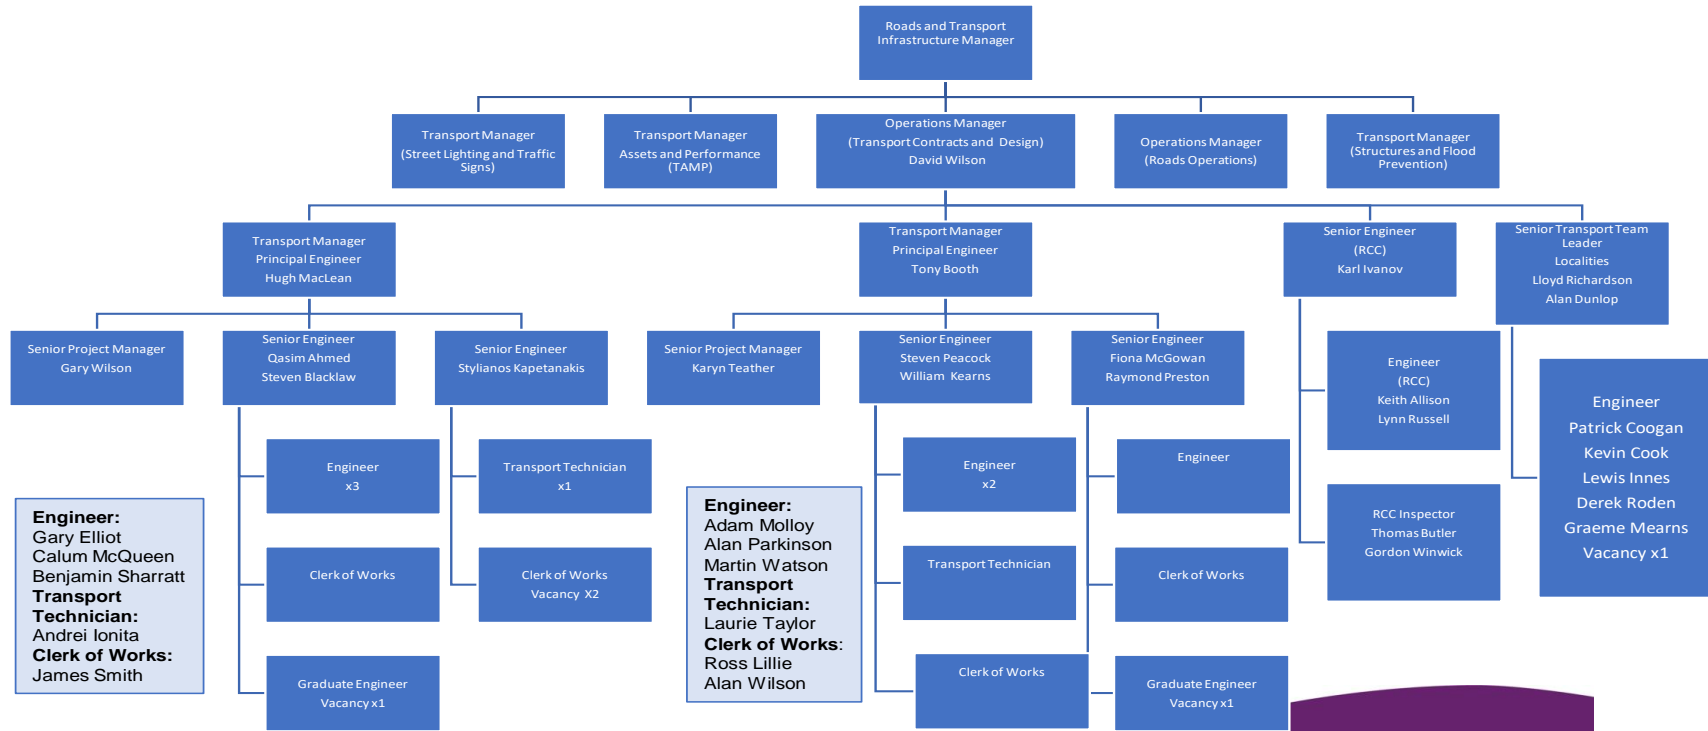 Roads and Transport
Infrastructure Manager
Transport Manager
(Street Lighting and Traffic
Signs)
Transport Manager
Assets and Performance
(TAMP)
Operations Manager
(Transport Contracts and Design)
David Wilson
Operations Manager
(Roads Operations)
Transport Manager
(Structures and Flood
Prevention)
Transport Manager
Principal Engineer
Hugh MacLean
Transport Manager
Principal Engineer
Tony Booth
Senior Engineer
(RCC)
Karl Ivanov
Senior Transport Team
Leader
Localities
Lloyd Richardson
Alan Dunlop
Senior Project Manager
Gary Wilson
Senior Engineer
Qasim Ahmed
Steven Blacklaw
Senior Engineer
Stylianos Kapetanakis
Senior Project Manager
Karyn Teather
Senior Engineer
Steven Peacock
William Kearns
Senior Engineer
Fiona McGowan
Raymond Preston
Engineer
(RCC)
Keith Allison
Lynn Russell
Engineer
Patrick Coogan
Kevin Cook
Lewis Innes
Derek Roden
Graeme Mearns
Vacancy x1
Engineer
x3
Transport Technician
x1
Engineer
x2
Engineer
RCC Inspector
Thomas Butler
Gordon Winwick
Engineer:
Gary Elliot
Calum McQueen
Benjamin Sharratt
Transport
Technician:
Andrei Ionita
Clerk of Works:
James Smith
Clerk of Works
Clerk of Works
Vacancy X2
Engineer:
Adam Molloy
Alan Parkinson
Martin Watson
Transport
Technician:
Laurie Taylor
Clerk of Works:
Ross Lillie
Alan Wilson
Transport Technician
Clerk of Works
Graduate Engineer
Vacancy x1
Clerk of Works
Graduate Engineer
Vacancy x1